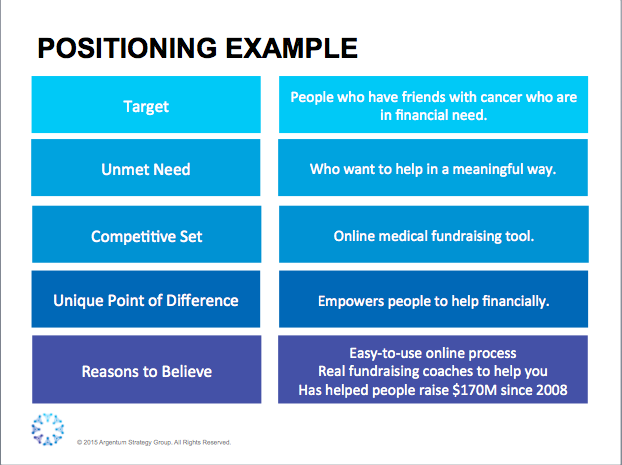 POSITIONING EXAMPLE
Target
People who have friends with cancer who are
in financial need.
Unmet Need
Who want to help in a meaningful way.
Competitive Set
Online medical fundraising tool.
Unique Point of Difference
Empowers people to help financially.
Reasons to Believe
Easy-to-use online process
Real fundraising coaches to help you
Has helped people raise $170M since 2008
© 2015 Argentum Strategy Group. All Rights Reserved.